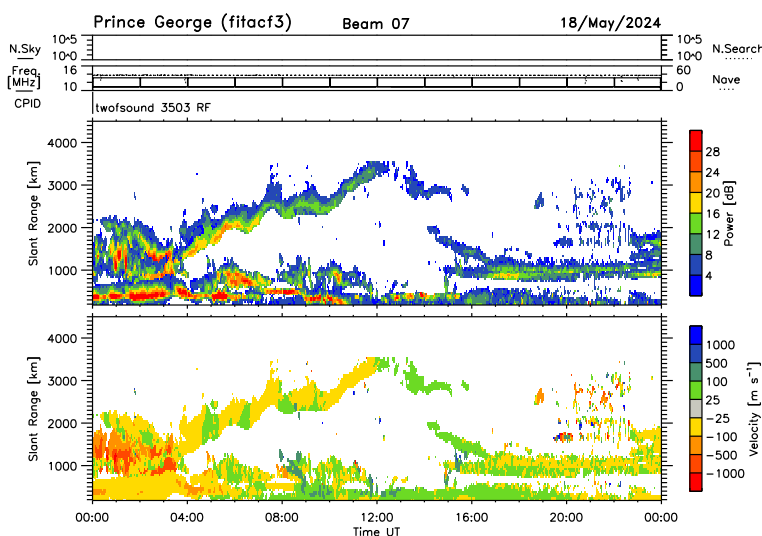 Prince George (fitacf3) Beam 07 18/May/2024
N.Sky 10^5 10^0 10^5 10^0 N.Search
Freq. [MHz] 16 10 60 0 Nave
CPID twofsound 3503 RF
Slant Range [km] 4000 3000 2000 1000
28 24 20 16 12 8 4 Power [dB]
Slant Range [km] 4000 3000 2000 1000
1000 500 100 25 -25 -100 -500 -1000 Velocity [m s⁻¹]
00:00 04:00 08:00 12:00 16:00 20:00 00:00
Time UT